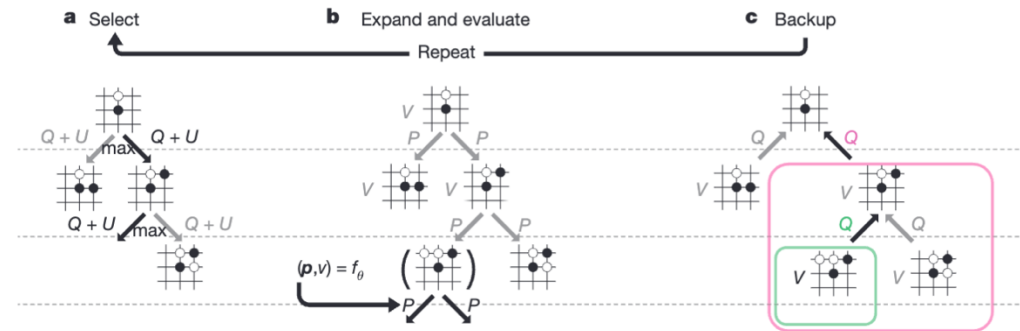 a Select
b Expand and evaluate
c Backup
Repeat
Q + U
max
Q + U
Q + U
max
Q + U
V
P
P
V
V
P
P
(p,v) = fθ
P
P
Q
Q
V
V
Q
Q
V
V